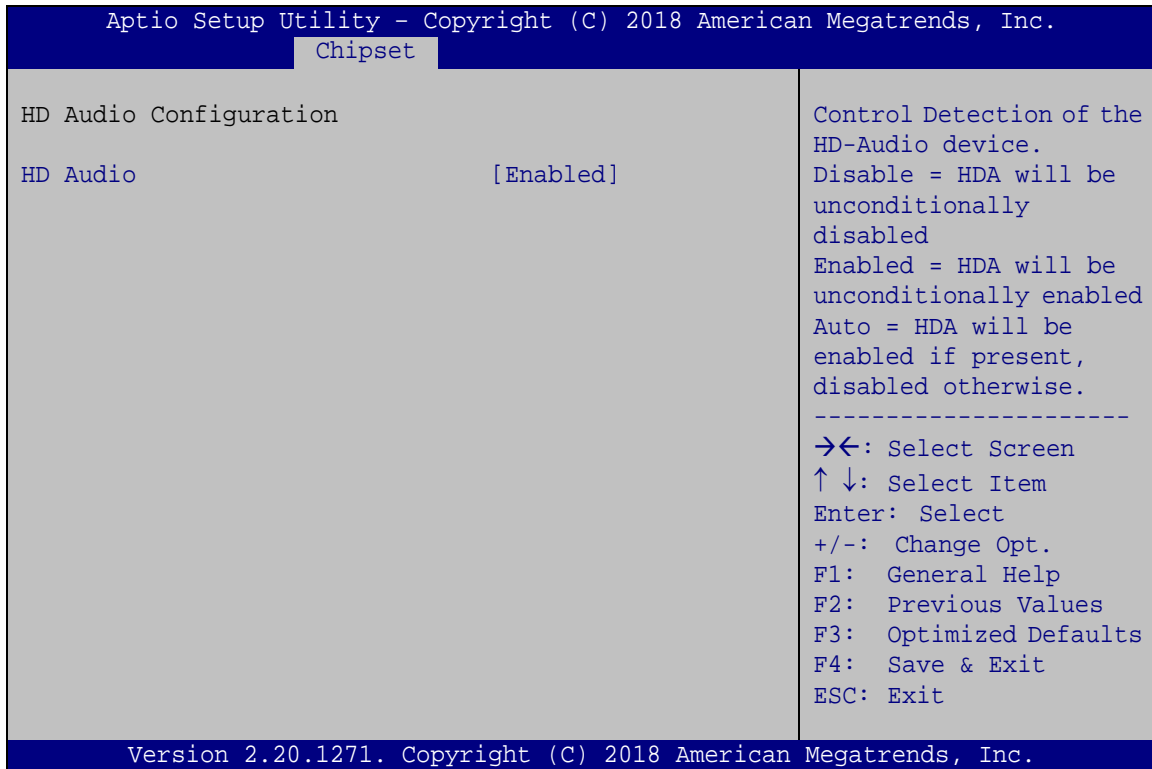 Aptio Setup Utility – Copyright (C) 2018 American Megatrends, Inc.
Chipset
HD Audio Configuration
HD Audio [Enabled]
Control Detection of the
HD-Audio device.
Disable = HDA will be
unconditionally
disabled
Enabled = HDA will be
unconditionally enabled
Auto = HDA will be
enabled if present,
disabled otherwise.
----------------------
→←: Select Screen
↑ ↓: Select Item
Enter: Select
+/-: Change Opt.
F1: General Help
F2: Previous Values
F3: Optimized Defaults
F4: Save & Exit
ESC: Exit
Version 2.20.1271. Copyright (C) 2018 American Megatrends, Inc.